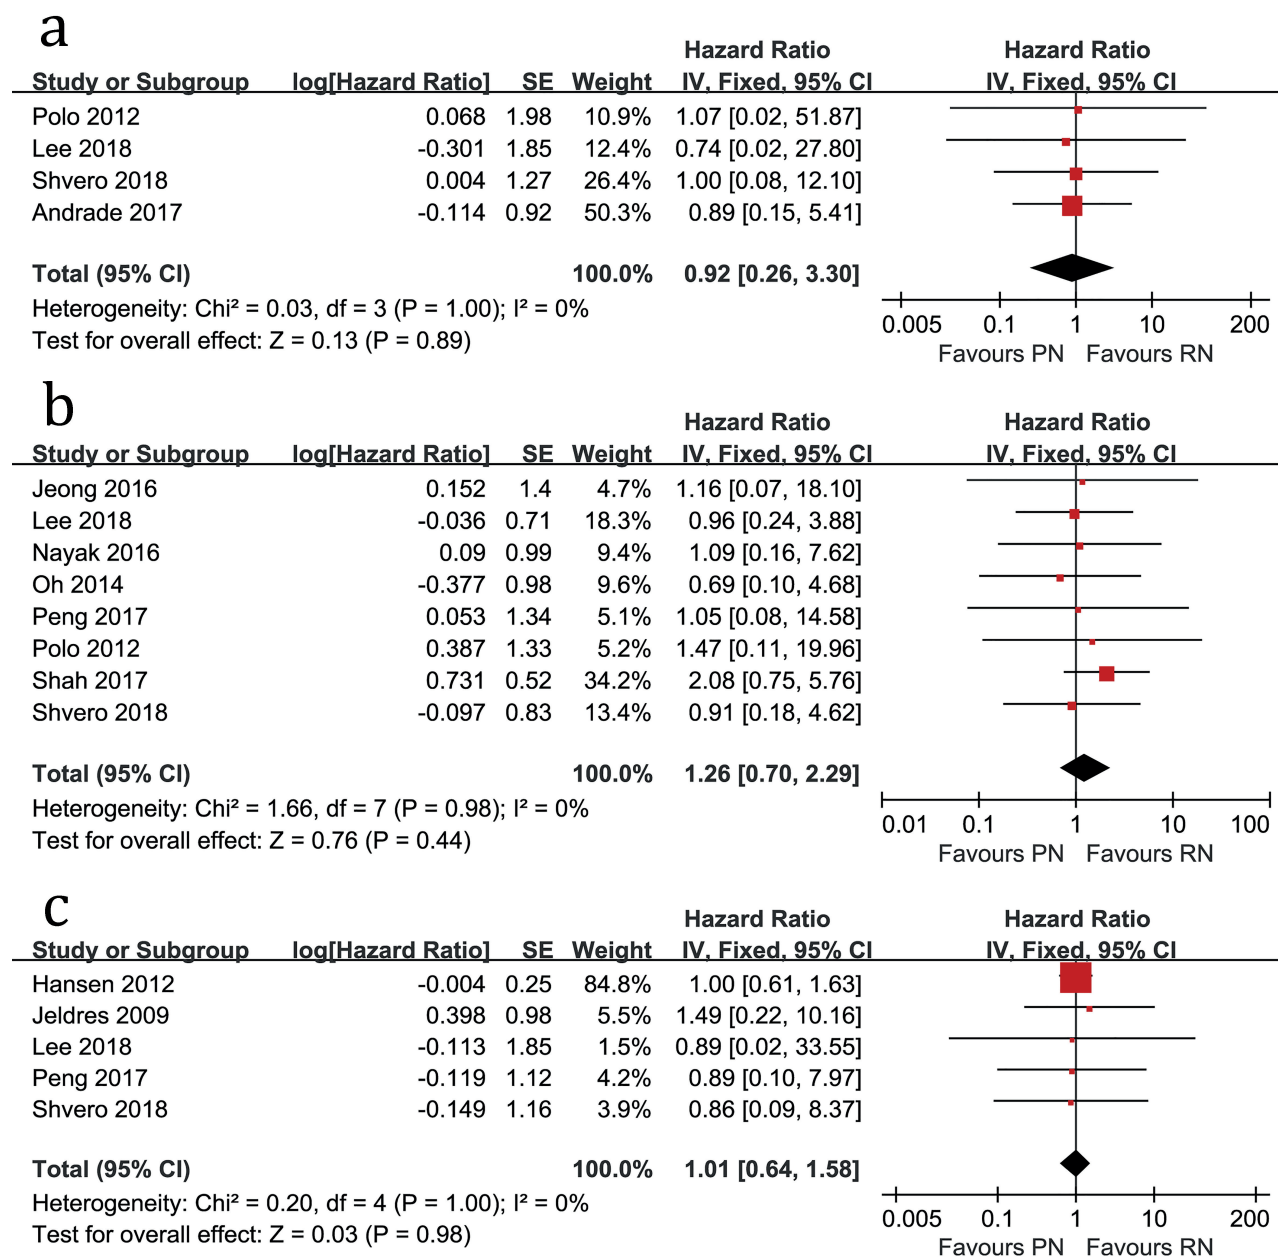 a
Hazard Ratio Hazard Ratio
Study or Subgroup log[Hazard Ratio] SE Weight IV, Fixed, 95% CI IV, Fixed, 95% CI
Polo 2012 0.068 1.98 10.9% 1.07 [0.02, 51.87]
Lee 2018 -0.301 1.85 12.4% 0.74 [0.02, 27.80]
Shvero 2018 0.004 1.27 26.4% 1.00 [0.08, 12.10]
Andrade 2017 -0.114 0.92 50.3% 0.89 [0.15, 5.41]
Total (95% CI) 100.0% 0.92 [0.26, 3.30]
Heterogeneity: Chi² = 0.03, df = 3 (P = 1.00); I² = 0%
Test for overall effect: Z = 0.13 (P = 0.89)
0.005 0.1 1 10 200
Favours PN Favours RN
b
Hazard Ratio Hazard Ratio
Study or Subgroup log[Hazard Ratio] SE Weight IV, Fixed, 95% CI IV, Fixed, 95% CI
Jeong 2016 0.152 1.4 4.7% 1.16 [0.07, 18.10]
Lee 2018 -0.036 0.71 18.3% 0.96 [0.24, 3.88]
Nayak 2016 0.09 0.99 9.4% 1.09 [0.16, 7.62]
Oh 2014 -0.377 0.98 9.6% 0.69 [0.10, 4.68]
Peng 2017 0.053 1.34 5.1% 1.05 [0.08, 14.58]
Polo 2012 0.387 1.33 5.2% 1.47 [0.11, 19.96]
Shah 2017 0.731 0.52 34.2% 2.08 [0.75, 5.76]
Shvero 2018 -0.097 0.83 13.4% 0.91 [0.18, 4.62]
Total (95% CI) 100.0% 1.26 [0.70, 2.29]
Heterogeneity: Chi² = 1.66, df = 7 (P = 0.98); I² = 0%
Test for overall effect: Z = 0.76 (P = 0.44)
0.01 0.1 1 10 100
Favours PN Favours RN
c
Hazard Ratio Hazard Ratio
Study or Subgroup log[Hazard Ratio] SE Weight IV, Fixed, 95% CI IV, Fixed, 95% CI
Hansen 2012 -0.004 0.25 84.8% 1.00 [0.61, 1.63]
Jeldres 2009 0.398 0.98 5.5% 1.49 [0.22, 10.16]
Lee 2018 -0.113 1.85 1.5% 0.89 [0.02, 33.55]
Peng 2017 -0.119 1.12 4.2% 0.89 [0.10, 7.97]
Shvero 2018 -0.149 1.16 3.9% 0.86 [0.09, 8.37]
Total (95% CI) 100.0% 1.01 [0.64, 1.58]
Heterogeneity: Chi² = 0.20, df = 4 (P = 1.00); I² = 0%
Test for overall effect: Z = 0.03 (P = 0.98)
0.005 0.1 1 10 200
Favours PN Favours RN